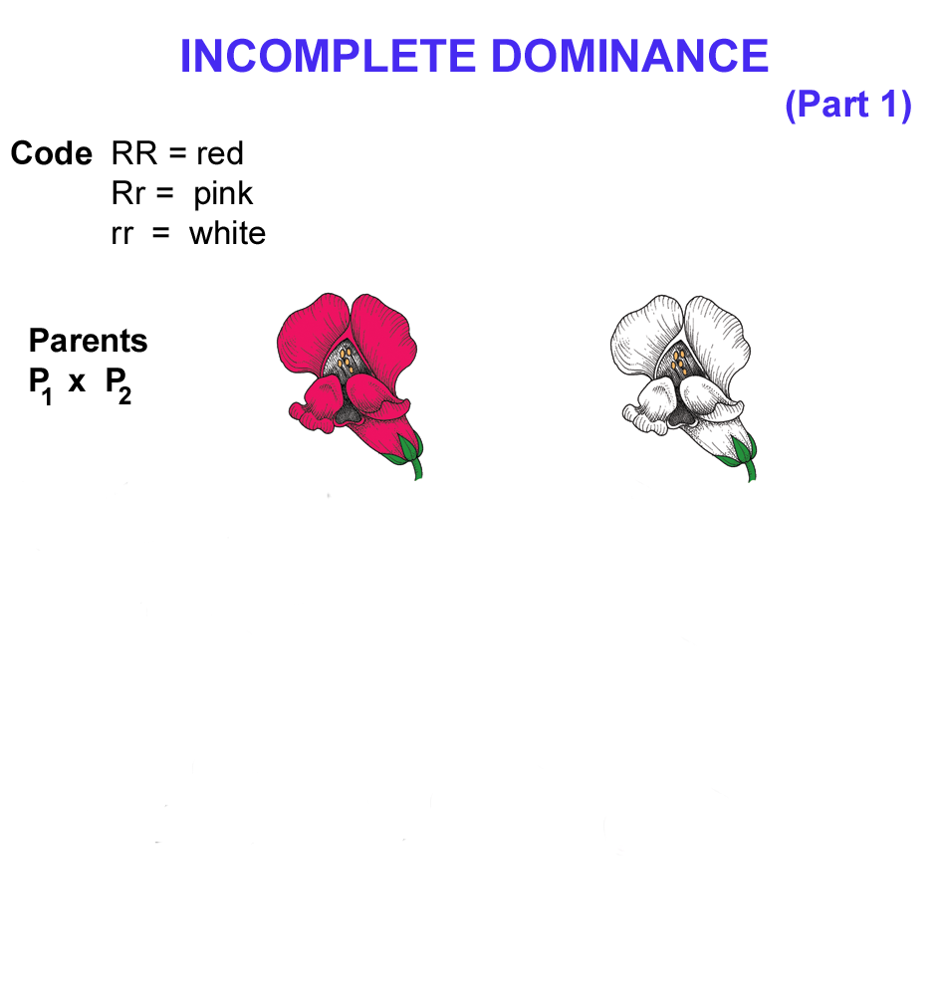 INCOMPLETE DOMINANCE
(Part 1)
Code RR = red
Rr = pink
rr = white
Parents
P1 x P2